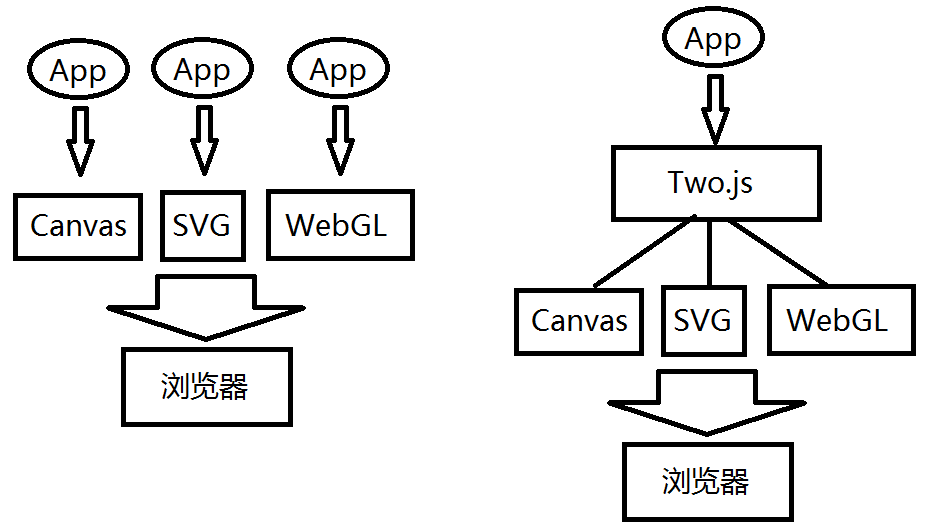 App App App
Canvas SVG WebGL
浏览器
App
Two.js
Canvas SVG WebGL
浏览器